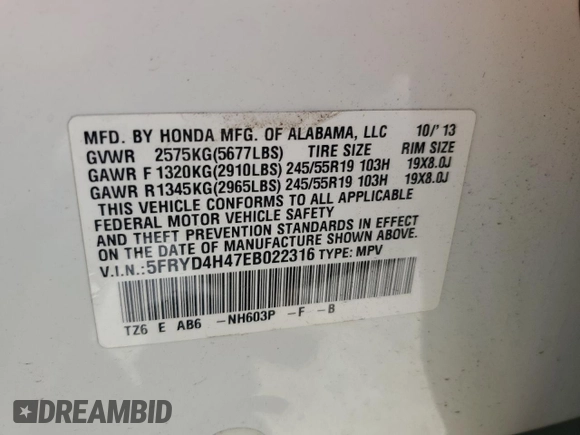 MFD. BY HONDA MFG. OF ALABAMA, LLC 10/'13
GVWR 2575KG(5677LBS) TIRE SIZE RIM SIZE
GAWR F 1320KG(2910LBS) 245/55R19 103H 19X8.0J
GAWR R 1345KG(2965LBS) 245/55R19 103H 19X8.0J
THIS VEHICLE CONFORMS TO ALL APPLICABLE
FEDERAL MOTOR VEHICLE SAFETY
AND THEFT PREVENTION STANDARDS IN EFFECT
ON THE DATE OF MANUFACTURE SHOWN ABOVE.
V.I.N.:5FRYD4H47EB022316 TYPE: MPV
TZ6 E AB6 -NH603P -F -B
DREAMBID